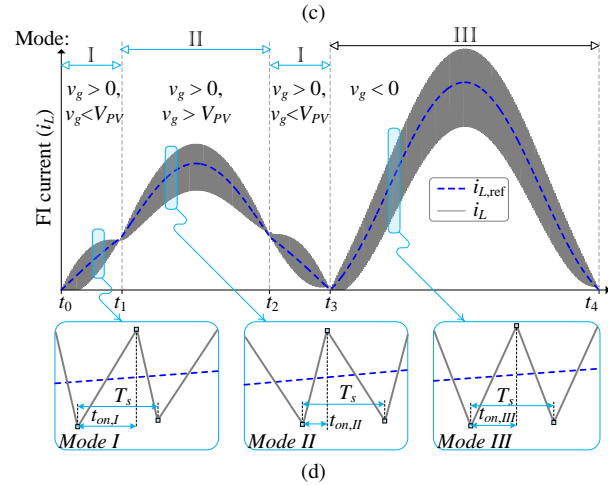 (c)
Mode:
I
II
I
III
v_g > 0,
v_g<V_PV
v_g > 0,
v_g > V_PV
v_g > 0,
v_g<V_PV
v_g < 0
FI current (i_L)
i_L,ref
i_L
t_0
t_1
t_2
t_3
t_4
T_s
t_on,I
Mode I
T_s
t_on,II
Mode II
T_s
t_on,III
Mode III
(d)